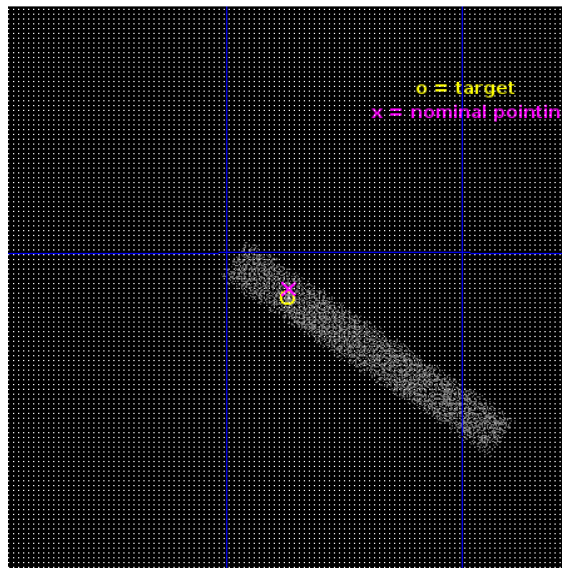 o = target
x = nominal pointin